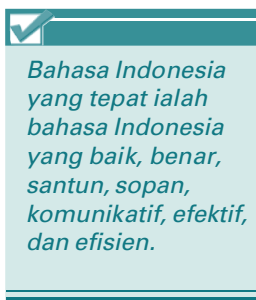 Bahasa Indonesia
yang tepat ialah
bahasa Indonesia
yang baik, benar,
santun, sopan,
komunikatif, efektif,
dan efisien.